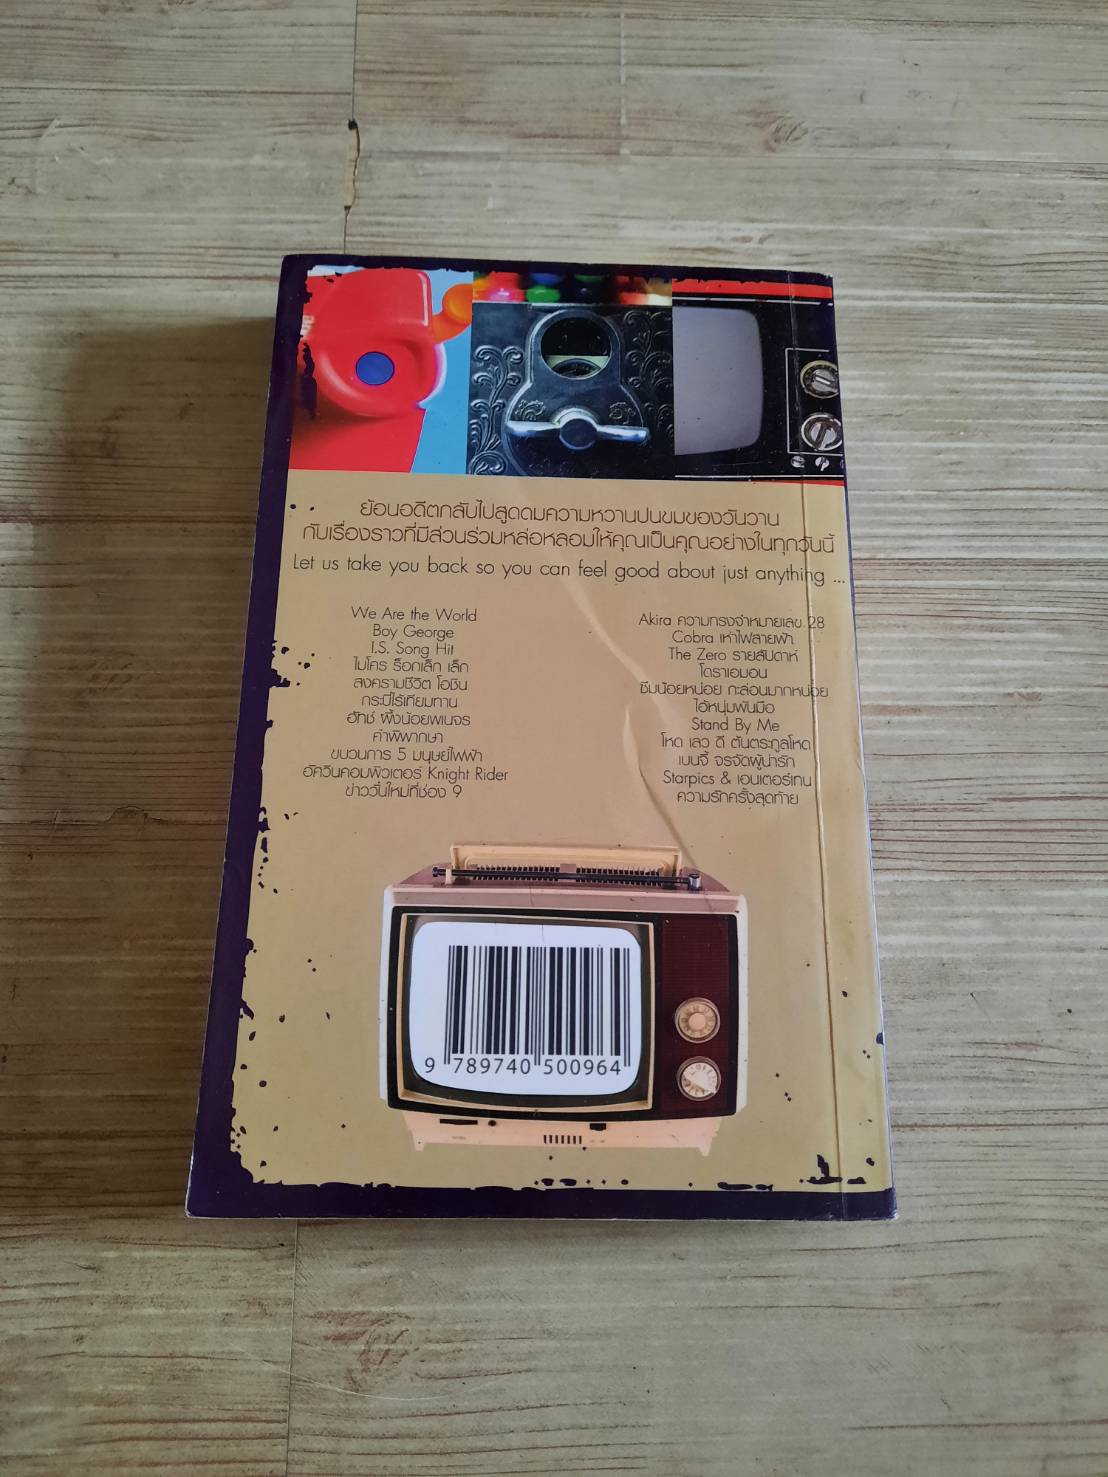 ย้อนอดีตกลับไปสูดดมความหวานปนขมของวันวาน
กับเรื่องราวที่มีส่วนร่วมหล่อหลอมให้คุณเป็นคุณอย่างในทุกวันนี้
Let us take you back so you can feel good about just anything ...
We Are the World
Boy George
I.S. Song Hit
ไมโคร ร็อกเล็ก เล็ก
สงครามชีวิต โอชิน
กระบี่ไร้เทียมทาน
ฮัทช์ ผึ้งน้อยพเนจร
คำพิพากษา
ขบวนการ 5 มนุษย์ไฟฟ้า
อัศวินคอมพิวเตอร์ Knight Rider
ข่าววันใหม่ที่ช่อง 9
Akira ความทรงจำหมายเลข 28
Cobra เห่าไฟสายฟ้า
The Zero รายสัปดาห์
โดราเอมอน
ซึมน้อยหน่อย กะล่อนมากหน่อย
ไอ้หนุ่มพันมือ
Stand By Me
โหด เลว ดี ต้นตระกูลโหด
เบนจี้ จรจัดผู้น่ารัก
Starpics & เอนเตอร์เทน
ความรักครั้งสุดท้าย
9 789740 500964